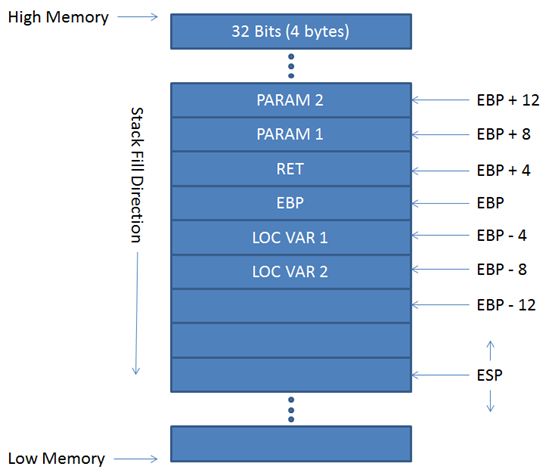 High Memory
32 Bits (4 bytes)
Stack Fill Direction
PARAM 2
EBP + 12
PARAM 1
EBP + 8
RET
EBP + 4
EBP
EBP
LOC VAR 1
EBP - 4
LOC VAR 2
EBP - 8
EBP - 12
ESP
Low Memory